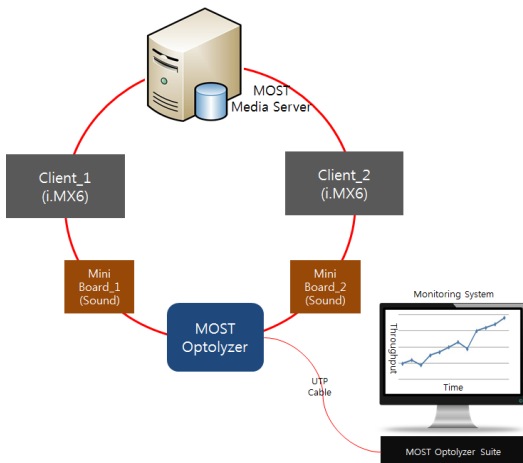 MOST
Media Server
Client_1
(i.MX6)
Client_2
(i.MX6)
Mini
Board_1
(Sound)
Mini
Board_2
(Sound)
MOST
Optolyzer
UTP
Cable
Monitoring System
Throughput
Time
MOST Optolyzer Suite